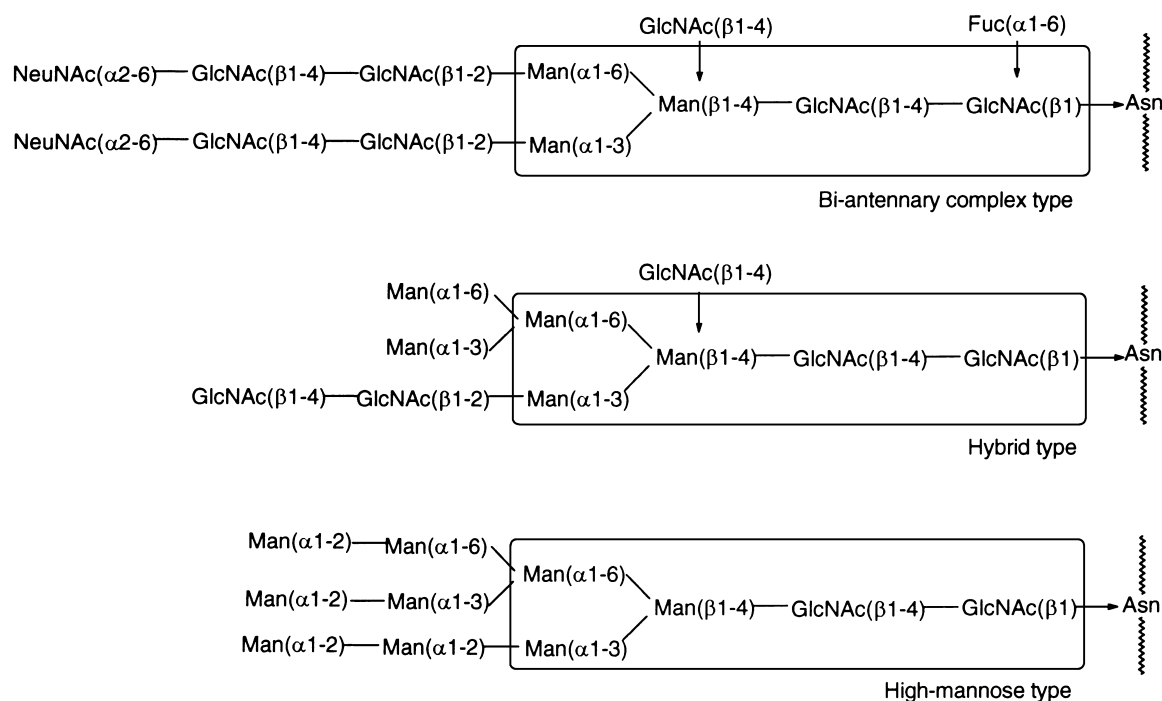 GlcNAc(β1-4) Fuc(α1-6)
NeuNAc(α2-6) GlcNAc(β1-4) GlcNAc(β1-2) Man(α1-6)
Man(β1-4) GlcNAc(β1-4) GlcNAc(β1) Asn
NeuNAc(α2-6) GlcNAc(β1-4) GlcNAc(β1-2) Man(α1-3)
Bi-antennary complex type
GlcNAc(β1-4)
Man(α1-6)
Man(α1-6)
Man(α1-3)
Man(β1-4) GlcNAc(β1-4) GlcNAc(β1) Asn
GlcNAc(β1-4) GlcNAc(β1-2) Man(α1-3)
Hybrid type
Man(α1-2) Man(α1-6)
Man(α1-6)
Man(α1-2) Man(α1-3)
Man(β1-4) GlcNAc(β1-4) GlcNAc(β1) Asn
Man(α1-2) Man(α1-2) Man(α1-3)
High-mannose type